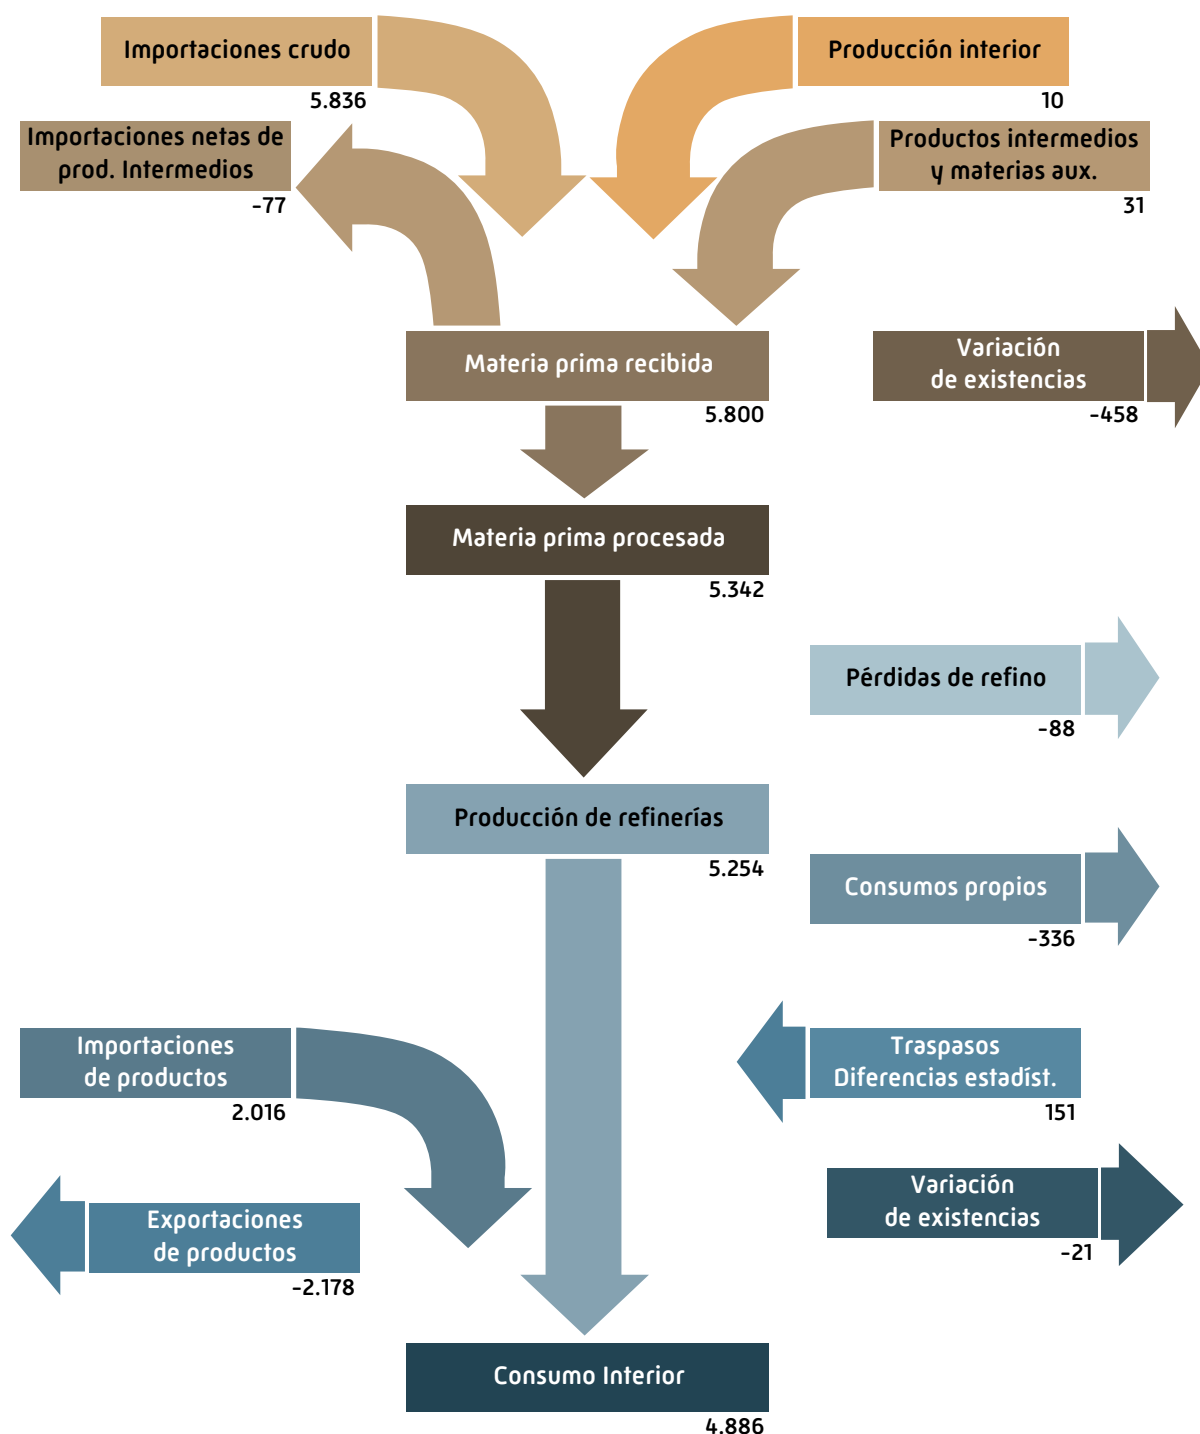 Importaciones crudo
5.836
Producción interior
10
Importaciones netas de
prod. Intermedios
-77
Productos intermedios
y materias aux.
31
Materia prima recibida
5.800
Variación
de existencias
-458
Materia prima procesada
5.342
Pérdidas de refino
-88
Producción de refinerías
5.254
Consumos propios
-336
Importaciones
de productos
2.016
Traspasos
Diferencias estadíst.
151
Variación
de existencias
-21
Exportaciones
de productos
-2.178
Consumo Interior
4.886